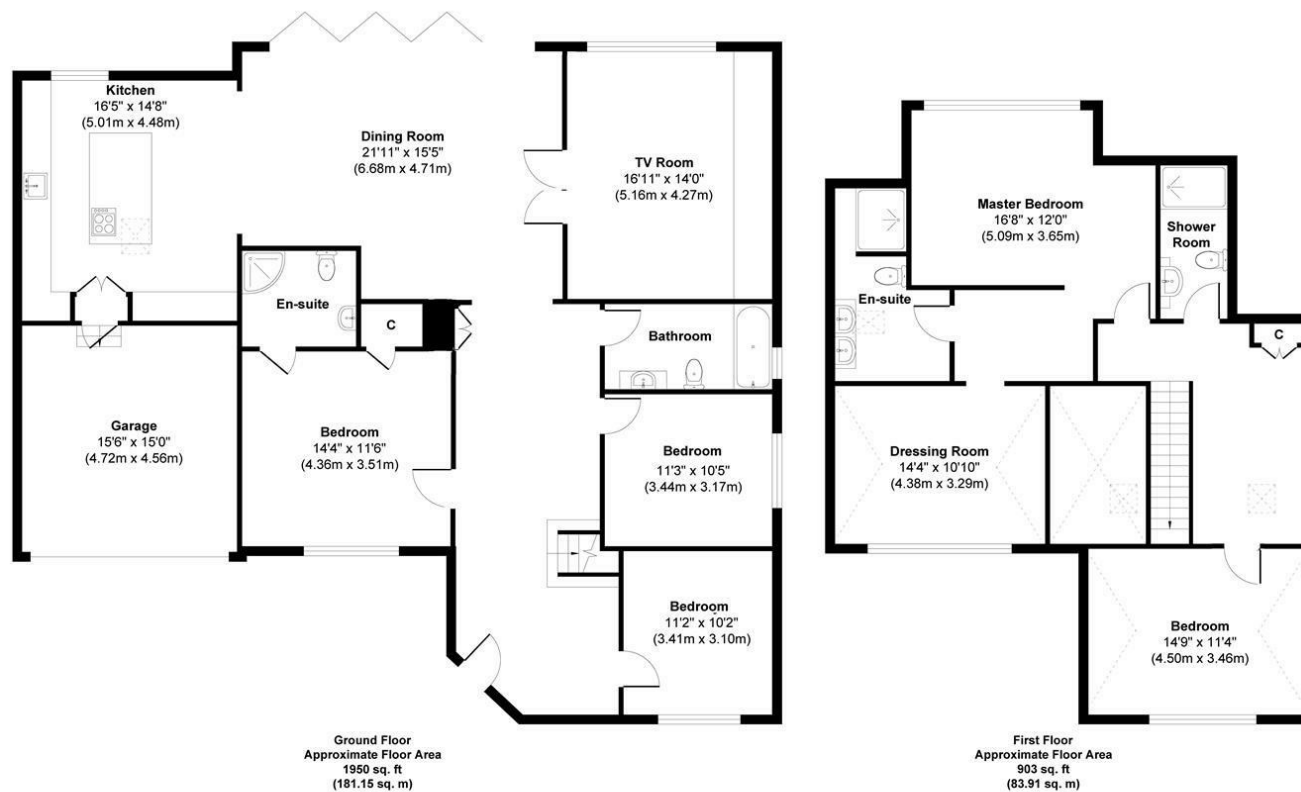 Kitchen
16'5" x 14'8"
(5.01m x 4.48m)
Dining Room
21'11" x 15'5"
(6.68m x 4.71m)
TV Room
16'11" x 14'0"
(5.16m x 4.27m)
En-suite
C
Bathroom
Garage
15'6" x 15'0"
(4.72m x 4.56m)
Bedroom
14'4" x 11'6"
(4.36m x 3.51m)
Bedroom
11'3" x 10'5"
(3.44m x 3.17m)
Bedroom
11'2" x 10'2"
(3.41m x 3.10m)
Ground Floor
Approximate Floor Area
1950 sq. ft
(181.15 sq. m)
Master Bedroom
16'8" x 12'0"
(5.09m x 3.65m)
Shower
Room
En-suite
C
Dressing Room
14'4" x 10'10"
(4.38m x 3.29m)
Bedroom
14'9" x 11'4"
(4.50m x 3.46m)
First Floor
Approximate Floor Area
903 sq. ft
(83.91 sq. m)